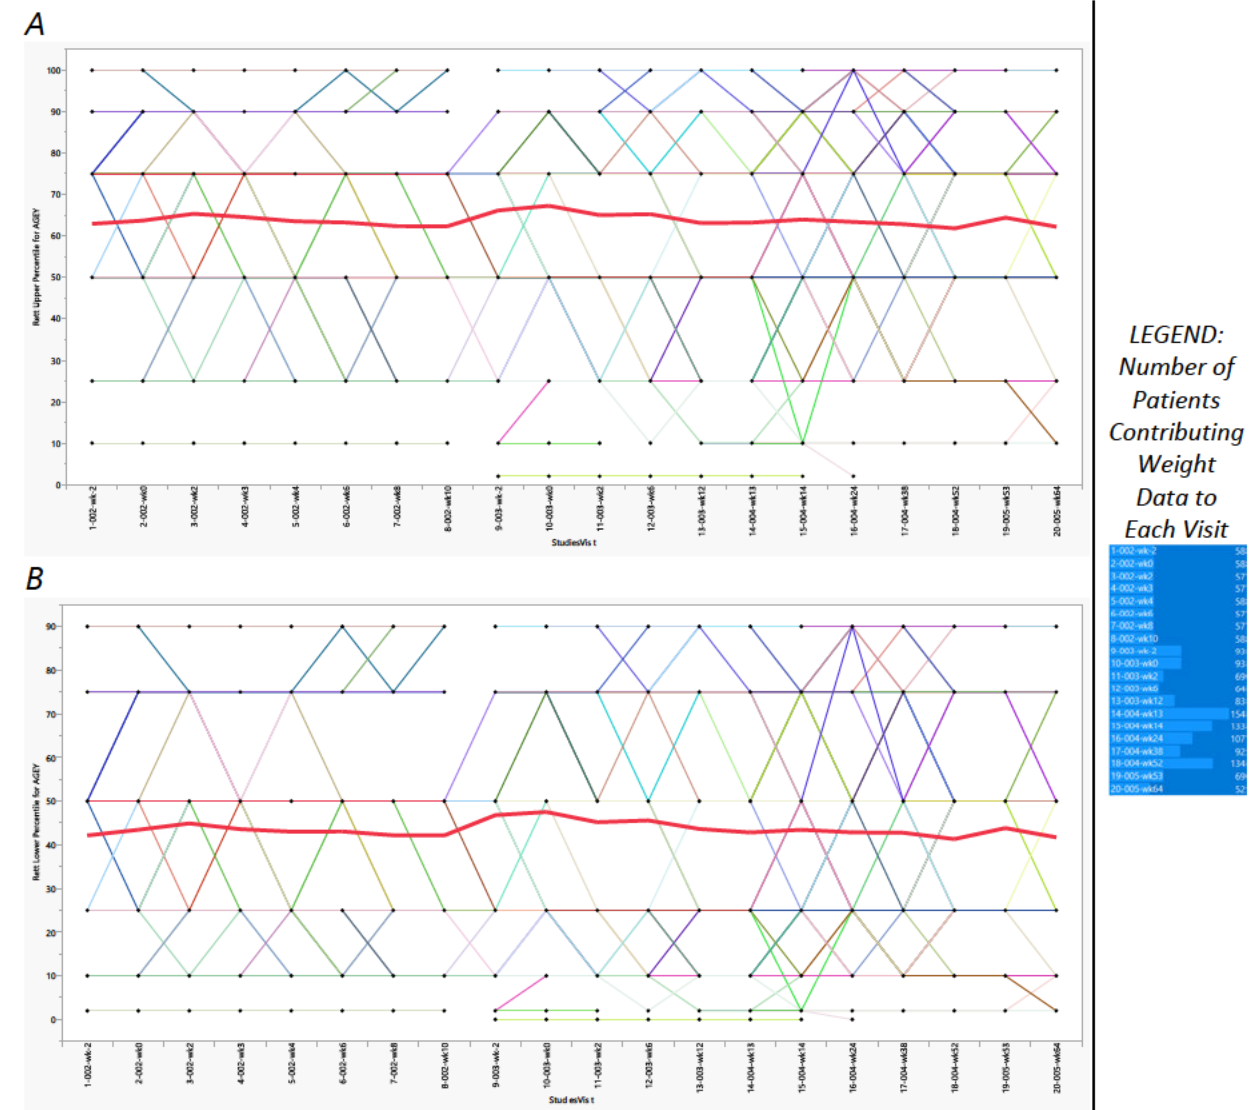 A
100
90
80
70
60
50
40
30
20
10
0
Rett Upper Percentile for AGEY
1-002-wk-2
2-002-wk0
3-002-wk2
4-002-wk3
5-002-wk4
6-002-wk6
7-002-wk8
8-002-wk10
9-003-wk-2
10-003-wk0
11-003-wk2
12-003-wk6
13-003-wk12
14-004-wk13
15-004-wk14
16-004-wk24
17-004-wk38
18-004-wk52
19-005-wk53
20-005-wk64
StudiesVis t
B
90
70
60
50
40
30
20
10
0
Rett Lower Percentile for AGEY
1-002-wk-2
2-002-wk0
3-002-wk2
4-002-wk3
5-002-wk4
6-002-wk6
7-002-wk8
8-002-wk10
9-003-wk-2
10-003-wk0
11-003-wk2
12-003-wk6
13-003-wk12
14-004-wk13
15-004-wk14
16-004-wk24
17-004-wk38
18-004-wk52
19-005-wk53
20-005-wk64
Stud esVis t
LEGEND:
Number of
Patients
Contributing
Weight
Data to
Each Visit
1-002-wk-2 58
2-002-wk0 58
3-002-wk2 57
4-002-wk3 57
5-002-wk4 58
6-002-wk6 57
7-002-wk8 57
8-002-wk10 58
9-003-wk-2 93
10-003-wk0 93
11-003-wk2 69
12-003-wk6 64
13-003-wk12 83
14-004-wk13 154
15-004-wk14 133
16-004-wk24 107
17-004-wk38 92
18-004-wk52 134
19-005-wk53 69
20-005-wk64 52